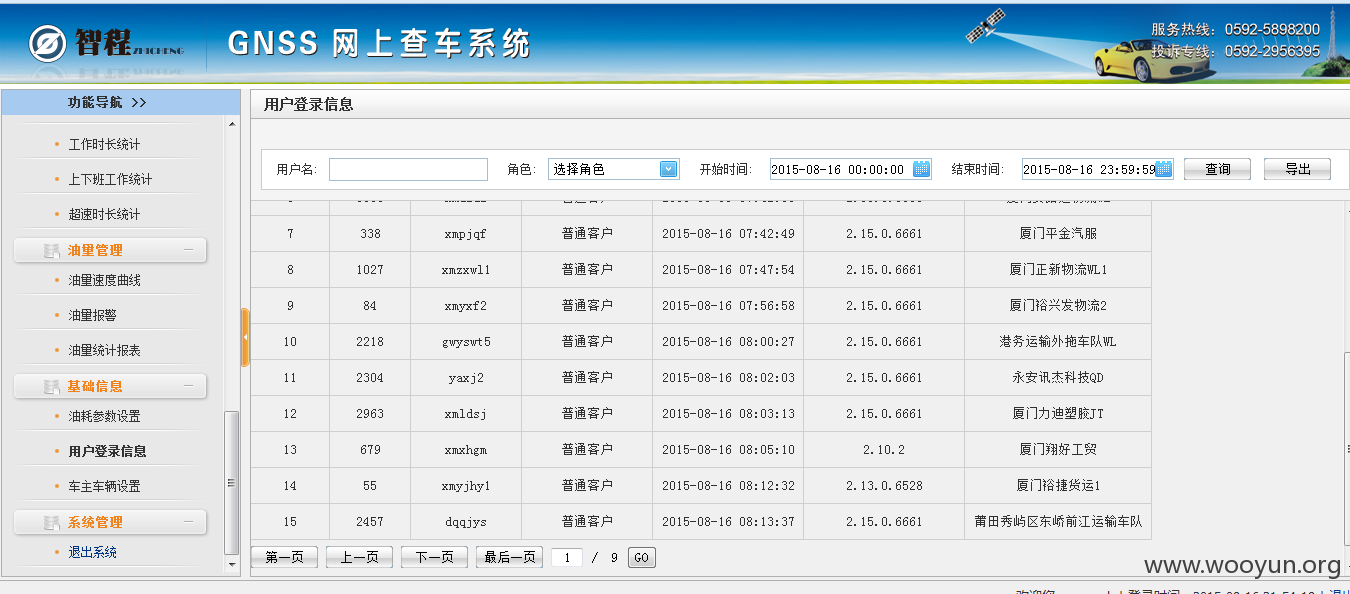 智程 ZHICHENG
GNSS 网上查车系统
服务热线: 0592-5898200
投诉专线: 0592-2956395
功能导航 >>
工作时长统计
上下班工作统计
超速时长统计
油量管理
油量速度曲线
油量报警
油量统计报表
基础信息
油耗参数设置
用户登录信息
车主车辆设置
系统管理
退出系统
用户登录信息
用户名: 角色: 选择角色 开始时间: 2015-08-16 00:00:00 结束时间: 2015-08-16 23:59:59 查询 导出
7 338 xmpjqf 普通客户 2015-08-16 07:42:49 2.15.0.6661 厦门平金汽服
8 1027 xmzxwl1 普通客户 2015-08-16 07:47:54 2.15.0.6661 厦门正新物流WL1
9 84 xmyxf2 普通客户 2015-08-16 07:56:58 2.15.0.6661 厦门裕兴发物流2
10 2218 gwyswt5 普通客户 2015-08-16 08:00:27 2.15.0.6661 港务运输外拖车队WL
11 2304 yaxj2 普通客户 2015-08-16 08:02:03 2.15.0.6661 永安讯杰科技QD
12 2963 xmldsj 普通客户 2015-08-16 08:03:13 2.15.0.6661 厦门力迪塑胶JT
13 679 xmxhgm 普通客户 2015-08-16 08:05:10 2.10.2 厦门翔好工贸
14 55 xmyjhy1 普通客户 2015-08-16 08:12:32 2.13.0.6528 厦门裕捷货运1
15 2457 dqqjys 普通客户 2015-08-16 08:13:37 2.15.0.6661 莆田秀屿区东峤前江运输车队
第一页 上一页 下一页 最后一页 1 / 9 GO
www.wooyun.org